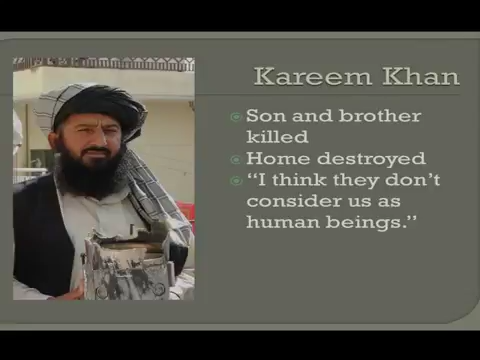 Kareem Khan
Son and brother
killed
Home destroyed
“I think they don’t
consider us as
human beings.”